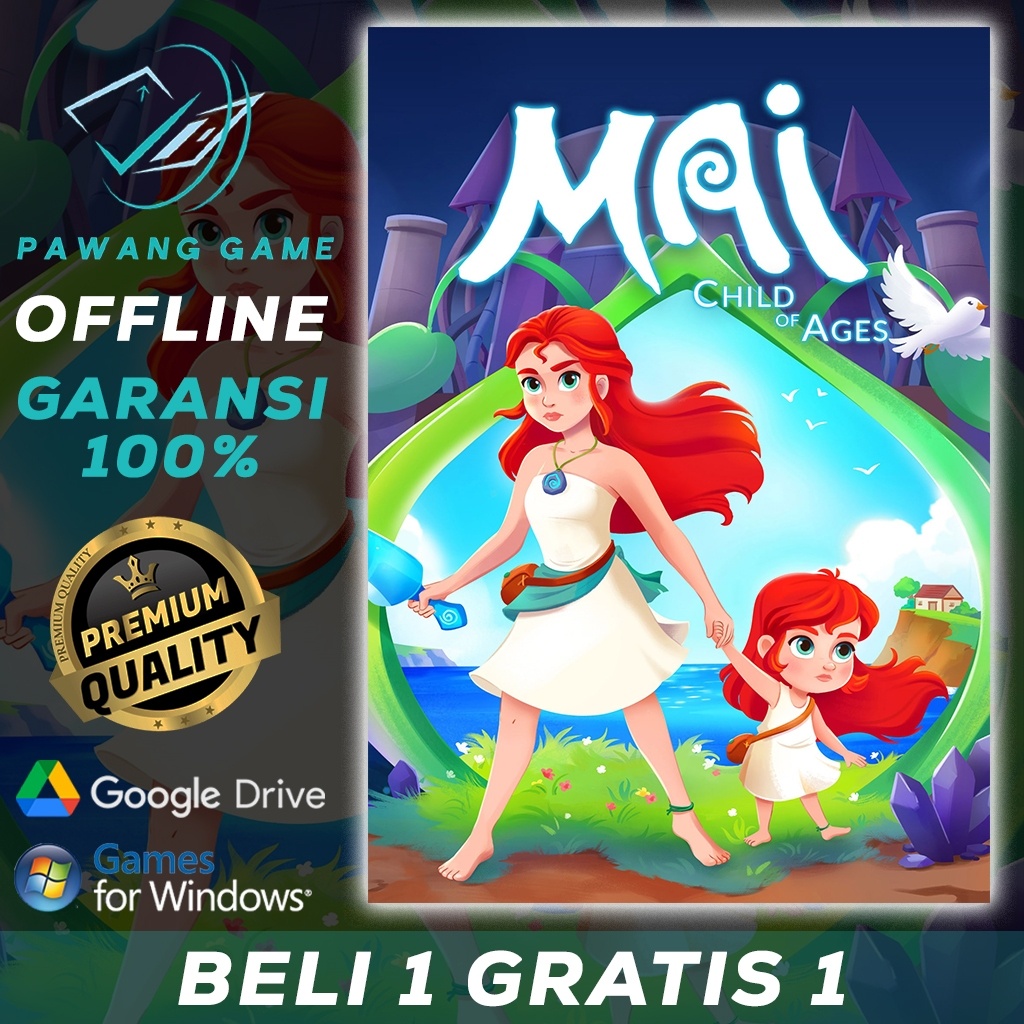 PAWANG GAME
OFFLINE
GARANSI
100%
PREMIUM QUALITY
PREMIUM
QUALITY
Google Drive
Games
for Windows®
MAi
CHILD
OF AGES
BELI 1 GRATIS 1